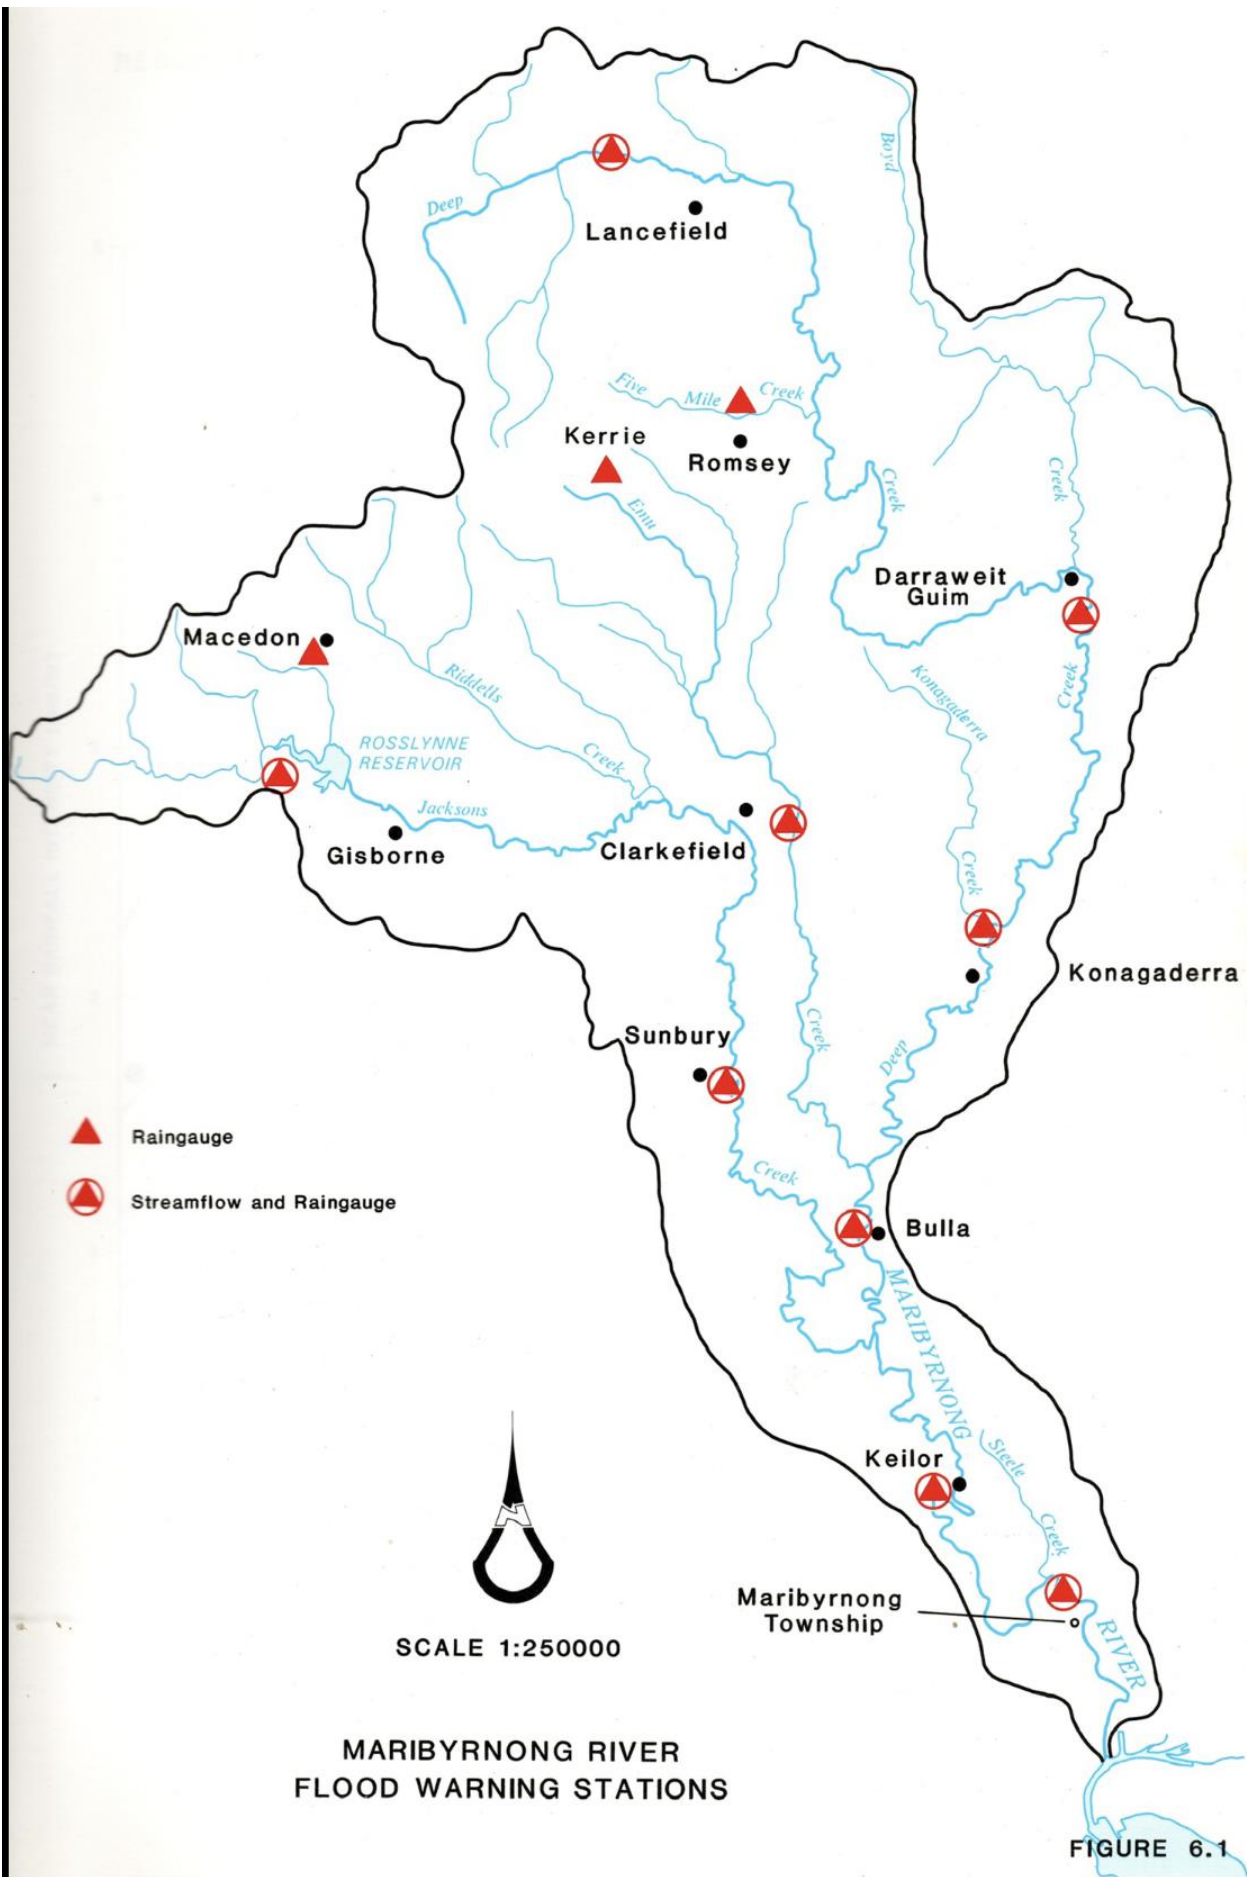 Boyd
Deep
Lancefield
Five
Mile
Creek
Kerrie
Romsey
Creek
Creek
Emu
Darraweit
Guim
Macedon
Riddells
Konagaderra
Creek
ROSSLYNNE
RESERVOIR
Creek
Jacksons
Gisborne
Clarkefield
Creek
Konagaderra
Sunbury
Creek
Deep
Raingauge
Creek
Streamflow and Raingauge
Bulla
MARIBYRNONG
Keilor
Steele
Creek
Maribyrnong
Township
RIVER
N
SCALE 1:250000
MARIBYRNONG RIVER
FLOOD WARNING STATIONS
FIGURE 6.1